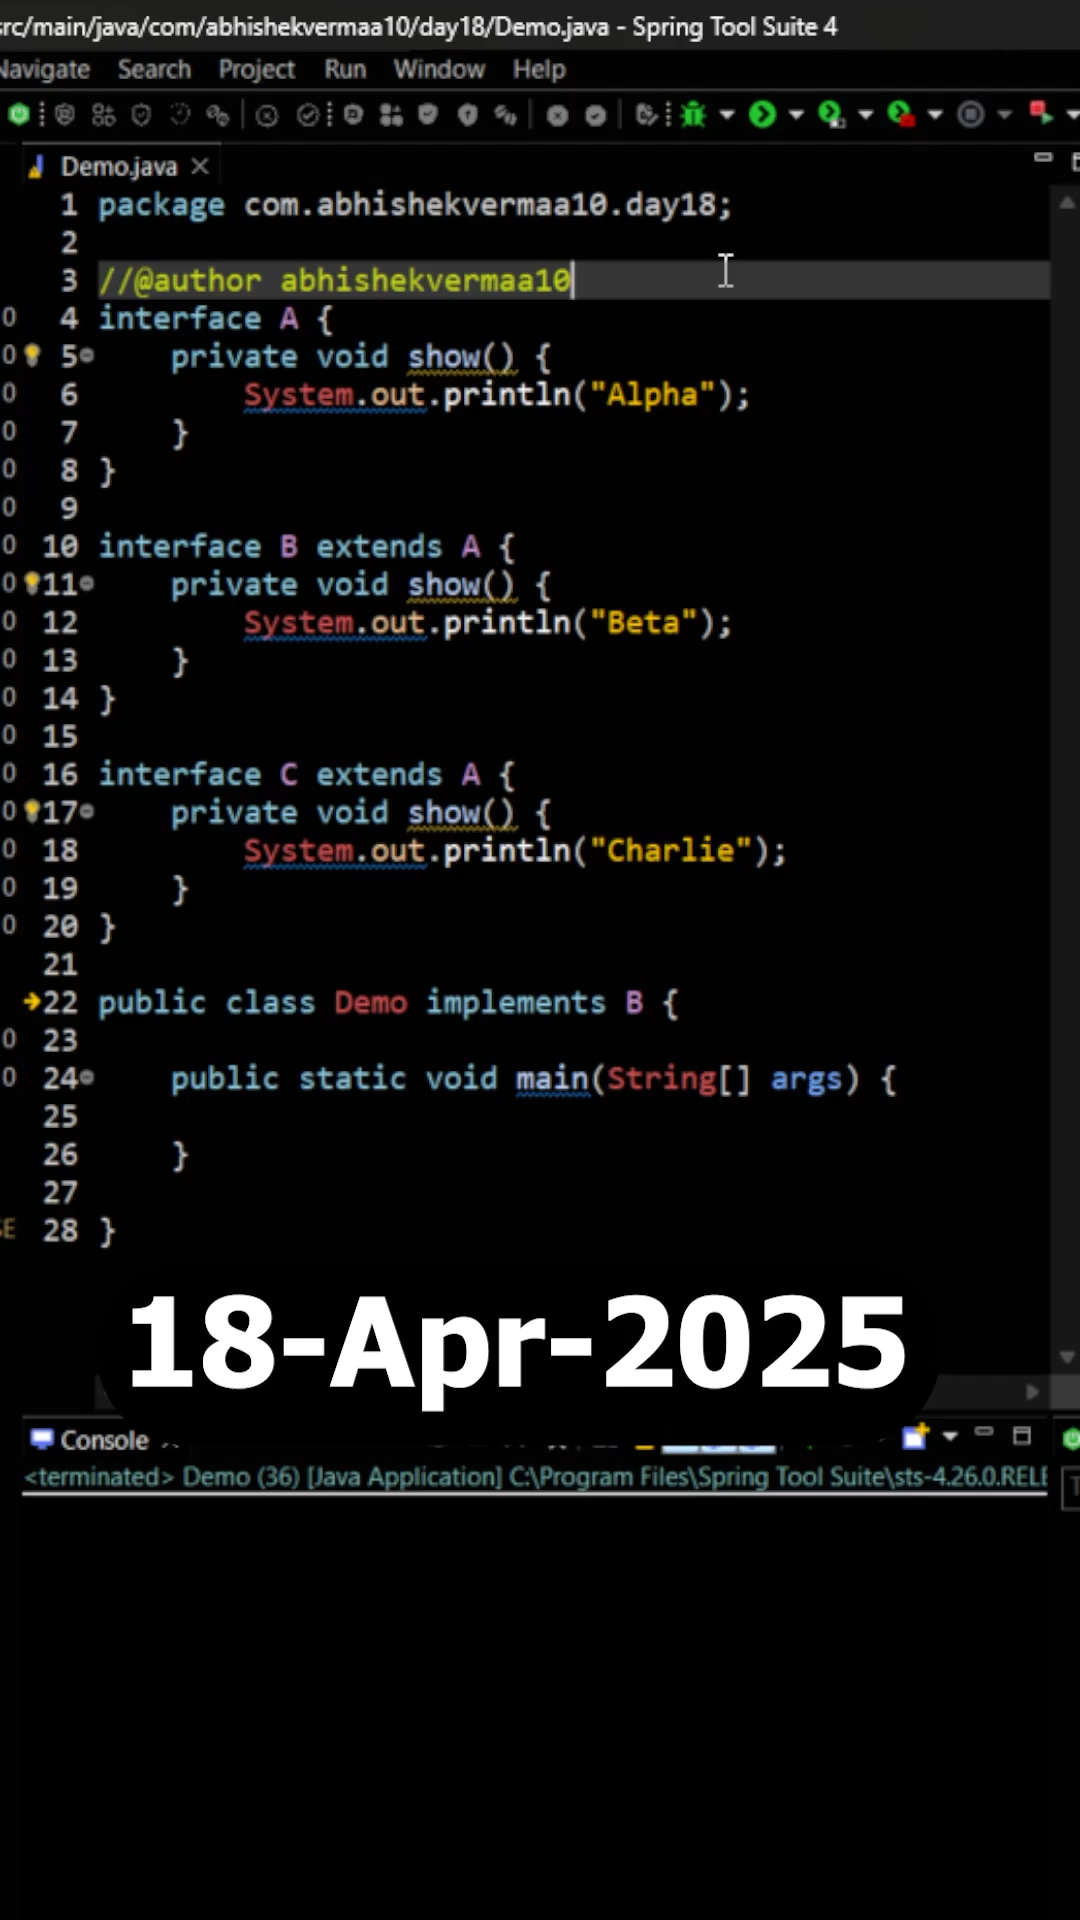 src/main/java/com/abhishekvermaa10/day18/Demo.java - Spring Tool Suite 4
Navigate Search Project Run Window Help
Demo.java
1 package com.abhishekvermaa10.day18;
2
3 //@author abhishekvermaa10
4 interface A {
5 private void show() {
6 System.out.println("Alpha");
7 }
8 }
9
10 interface B extends A {
11 private void show() {
12 System.out.println("Beta");
13 }
14 }
15
16 interface C extends A {
17 private void show() {
18 System.out.println("Charlie");
19 }
20 }
21
22 public class Demo implements B {
23
24 public static void main(String[] args) {
25
26 }
27
28 }
18-Apr-2025
Console
<terminated> Demo (36) [Java Application] C:\Program Files\Spring Tool Suite\sts-4.26.0.RELE